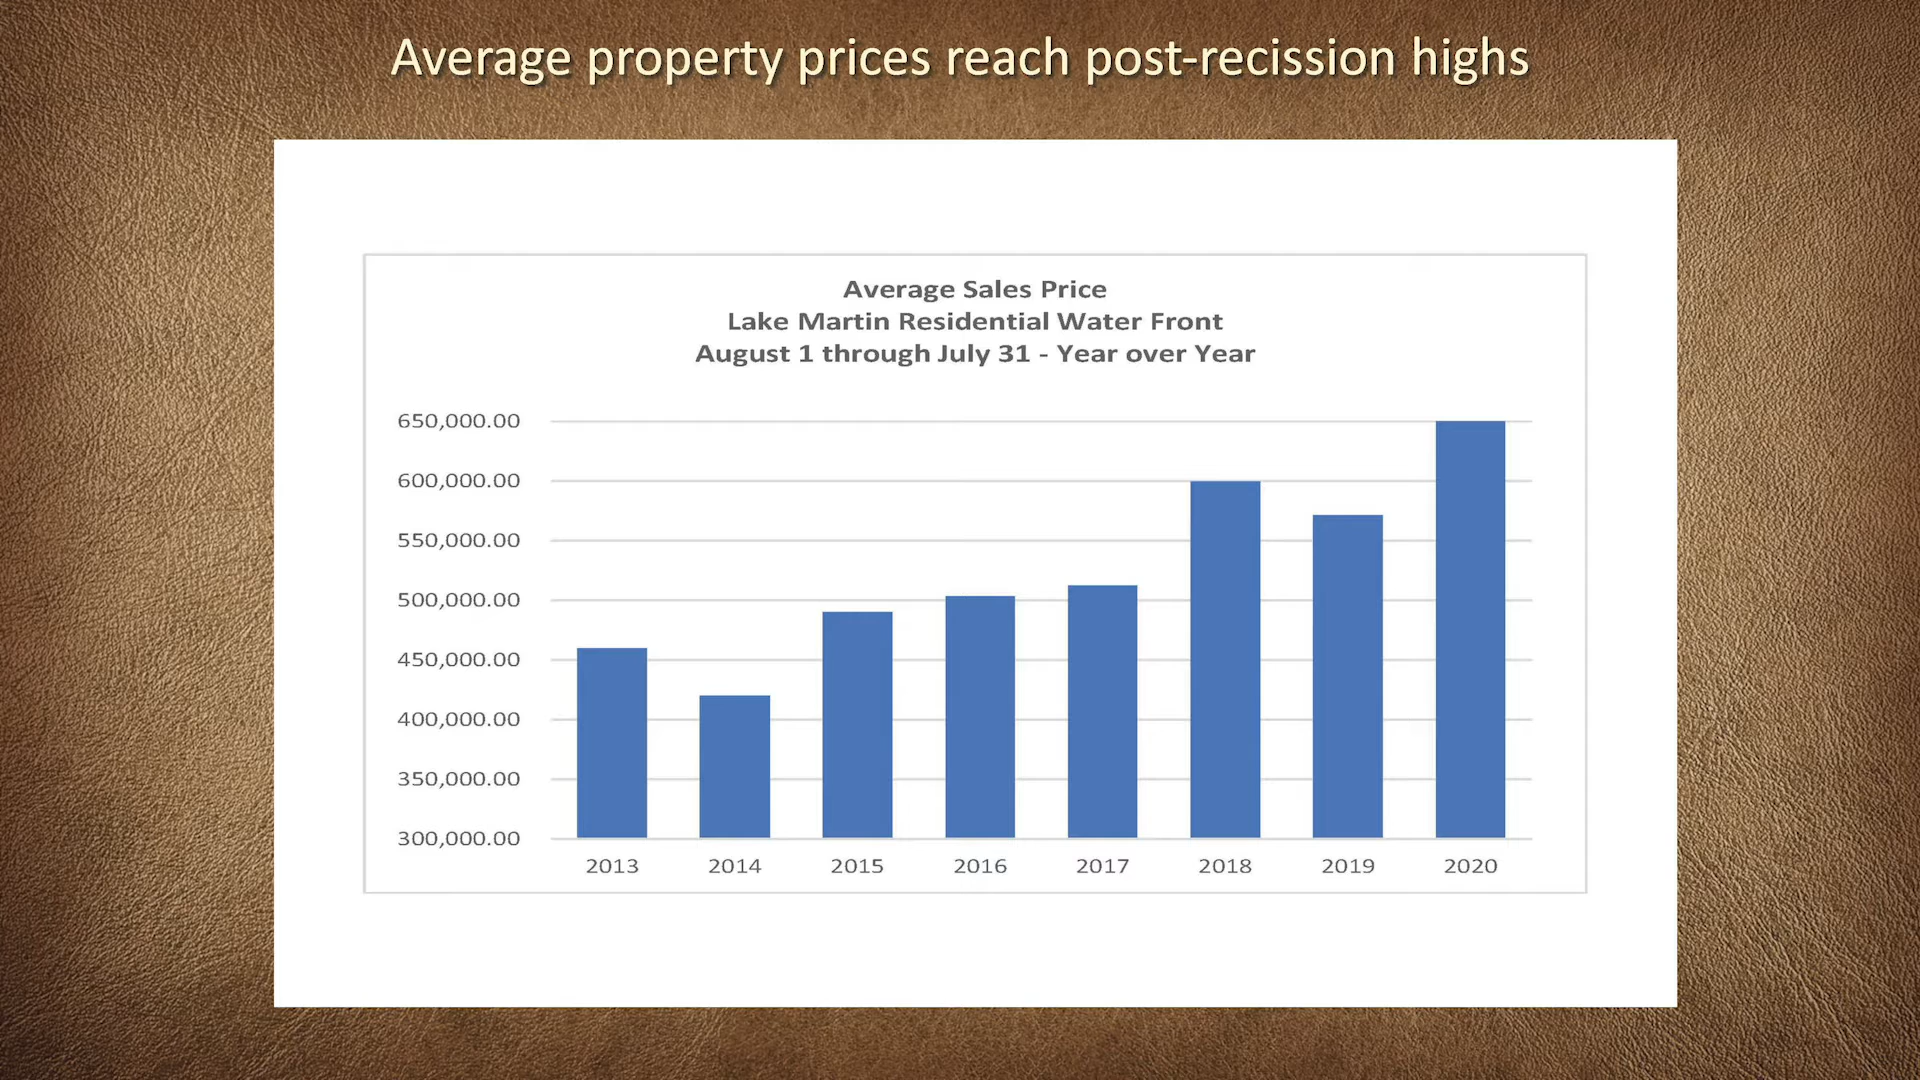 Average property prices reach post-recission highs
Average Sales Price
Lake Martin Residential Water Front
August 1 through July 31 - Year over Year
650,000.00
600,000.00
550,000.00
500,000.00
450,000.00
400,000.00
350,000.00
300,000.00
2013 2014 2015 2016 2017 2018 2019 2020